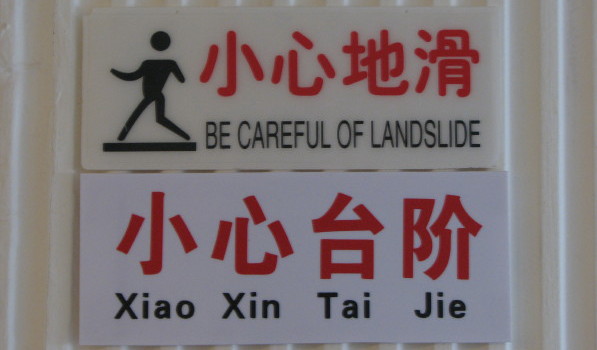 小心地滑
BE CAREFUL OF LANDSLIDE
小心台阶
Xiao Xin Tai Jie